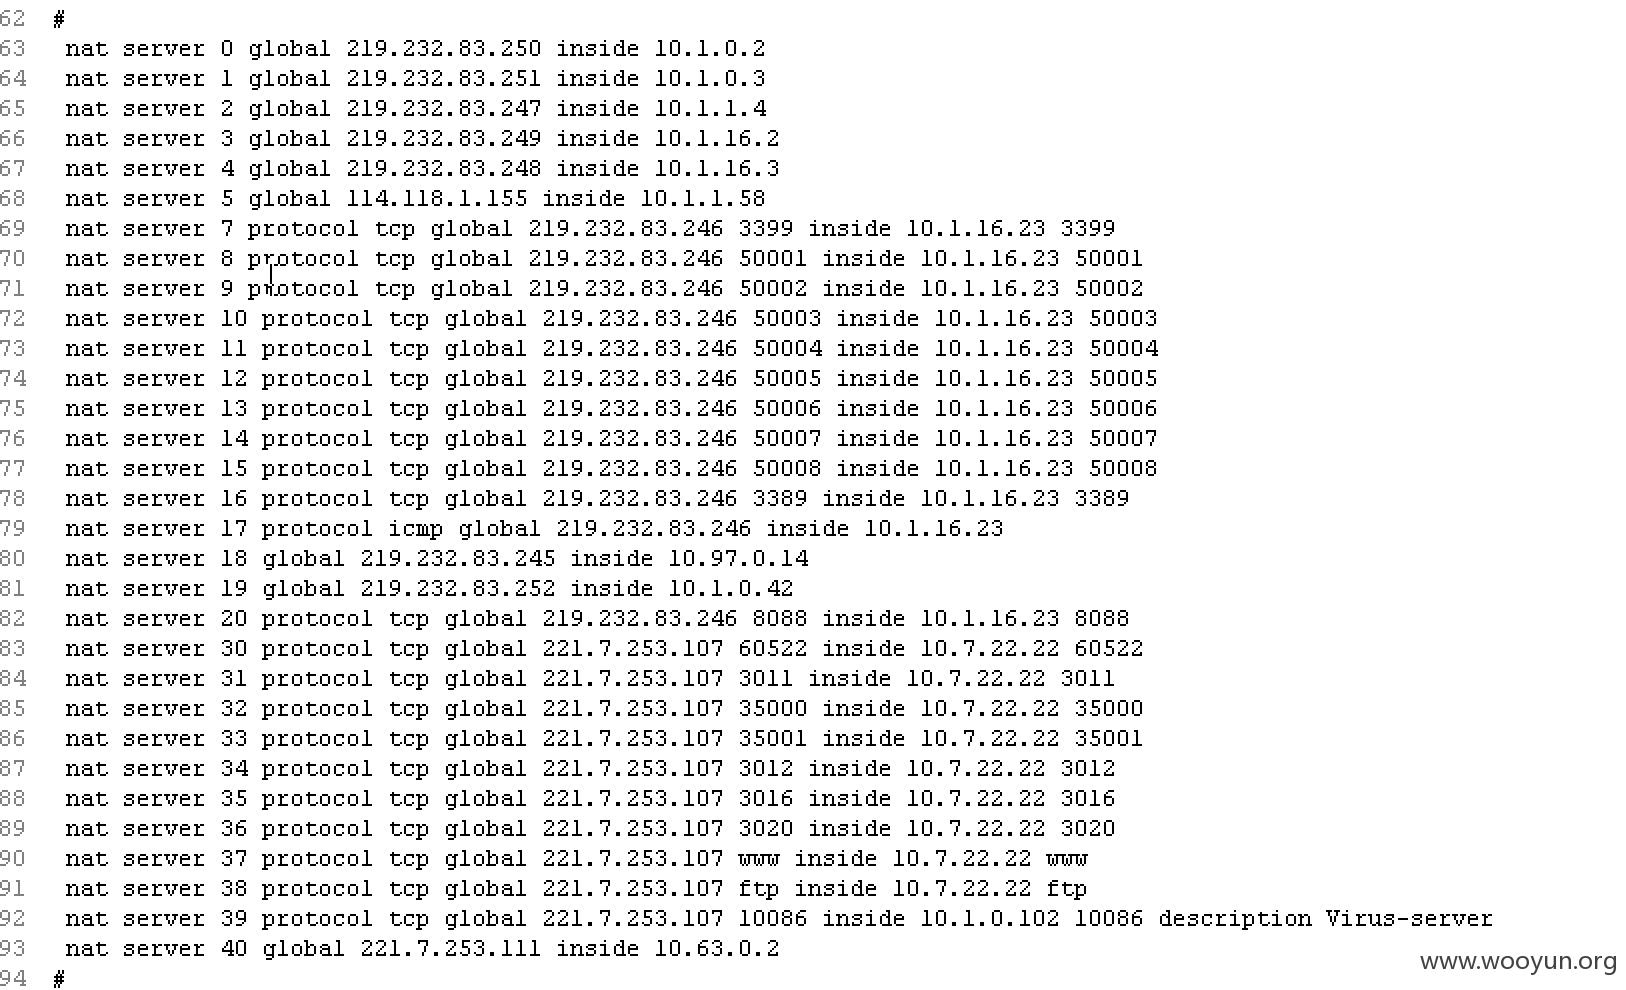 62 #
63 nat server 0 global 219.232.83.250 inside 10.1.0.2
64 nat server 1 global 219.232.83.251 inside 10.1.0.3
65 nat server 2 global 219.232.83.247 inside 10.1.1.4
66 nat server 3 global 219.232.83.249 inside 10.1.16.2
67 nat server 4 global 219.232.83.248 inside 10.1.16.3
68 nat server 5 global 114.118.1.155 inside 10.1.1.58
69 nat server 7 protocol tcp global 219.232.83.246 3399 inside 10.1.16.23 3399
70 nat server 8 protocol tcp global 219.232.83.246 50001 inside 10.1.16.23 50001
71 nat server 9 protocol tcp global 219.232.83.246 50002 inside 10.1.16.23 50002
72 nat server 10 protocol tcp global 219.232.83.246 50003 inside 10.1.16.23 50003
73 nat server 11 protocol tcp global 219.232.83.246 50004 inside 10.1.16.23 50004
74 nat server 12 protocol tcp global 219.232.83.246 50005 inside 10.1.16.23 50005
75 nat server 13 protocol tcp global 219.232.83.246 50006 inside 10.1.16.23 50006
76 nat server 14 protocol tcp global 219.232.83.246 50007 inside 10.1.16.23 50007
77 nat server 15 protocol tcp global 219.232.83.246 50008 inside 10.1.16.23 50008
78 nat server 16 protocol tcp global 219.232.83.246 3389 inside 10.1.16.23 3389
79 nat server 17 protocol icmp global 219.232.83.246 inside 10.1.16.23
80 nat server 18 global 219.232.83.245 inside 10.97.0.14
81 nat server 19 global 219.232.83.252 inside 10.1.0.42
82 nat server 20 protocol tcp global 219.232.83.246 8088 inside 10.1.16.23 8088
83 nat server 30 protocol tcp global 221.7.253.107 60522 inside 10.7.22.22 60522
84 nat server 31 protocol tcp global 221.7.253.107 3011 inside 10.7.22.22 3011
85 nat server 32 protocol tcp global 221.7.253.107 35000 inside 10.7.22.22 35000
86 nat server 33 protocol tcp global 221.7.253.107 35001 inside 10.7.22.22 35001
87 nat server 34 protocol tcp global 221.7.253.107 3012 inside 10.7.22.22 3012
88 nat server 35 protocol tcp global 221.7.253.107 3016 inside 10.7.22.22 3016
89 nat server 36 protocol tcp global 221.7.253.107 3020 inside 10.7.22.22 3020
90 nat server 37 protocol tcp global 221.7.253.107 www inside 10.7.22.22 www
91 nat server 38 protocol tcp global 221.7.253.107 ftp inside 10.7.22.22 ftp
92 nat server 39 protocol tcp global 221.7.253.107 10086 inside 10.1.0.102 10086 description Virus-server
93 nat server 40 global 221.7.253.111 inside 10.63.0.2
94 #
www.wooyun.org